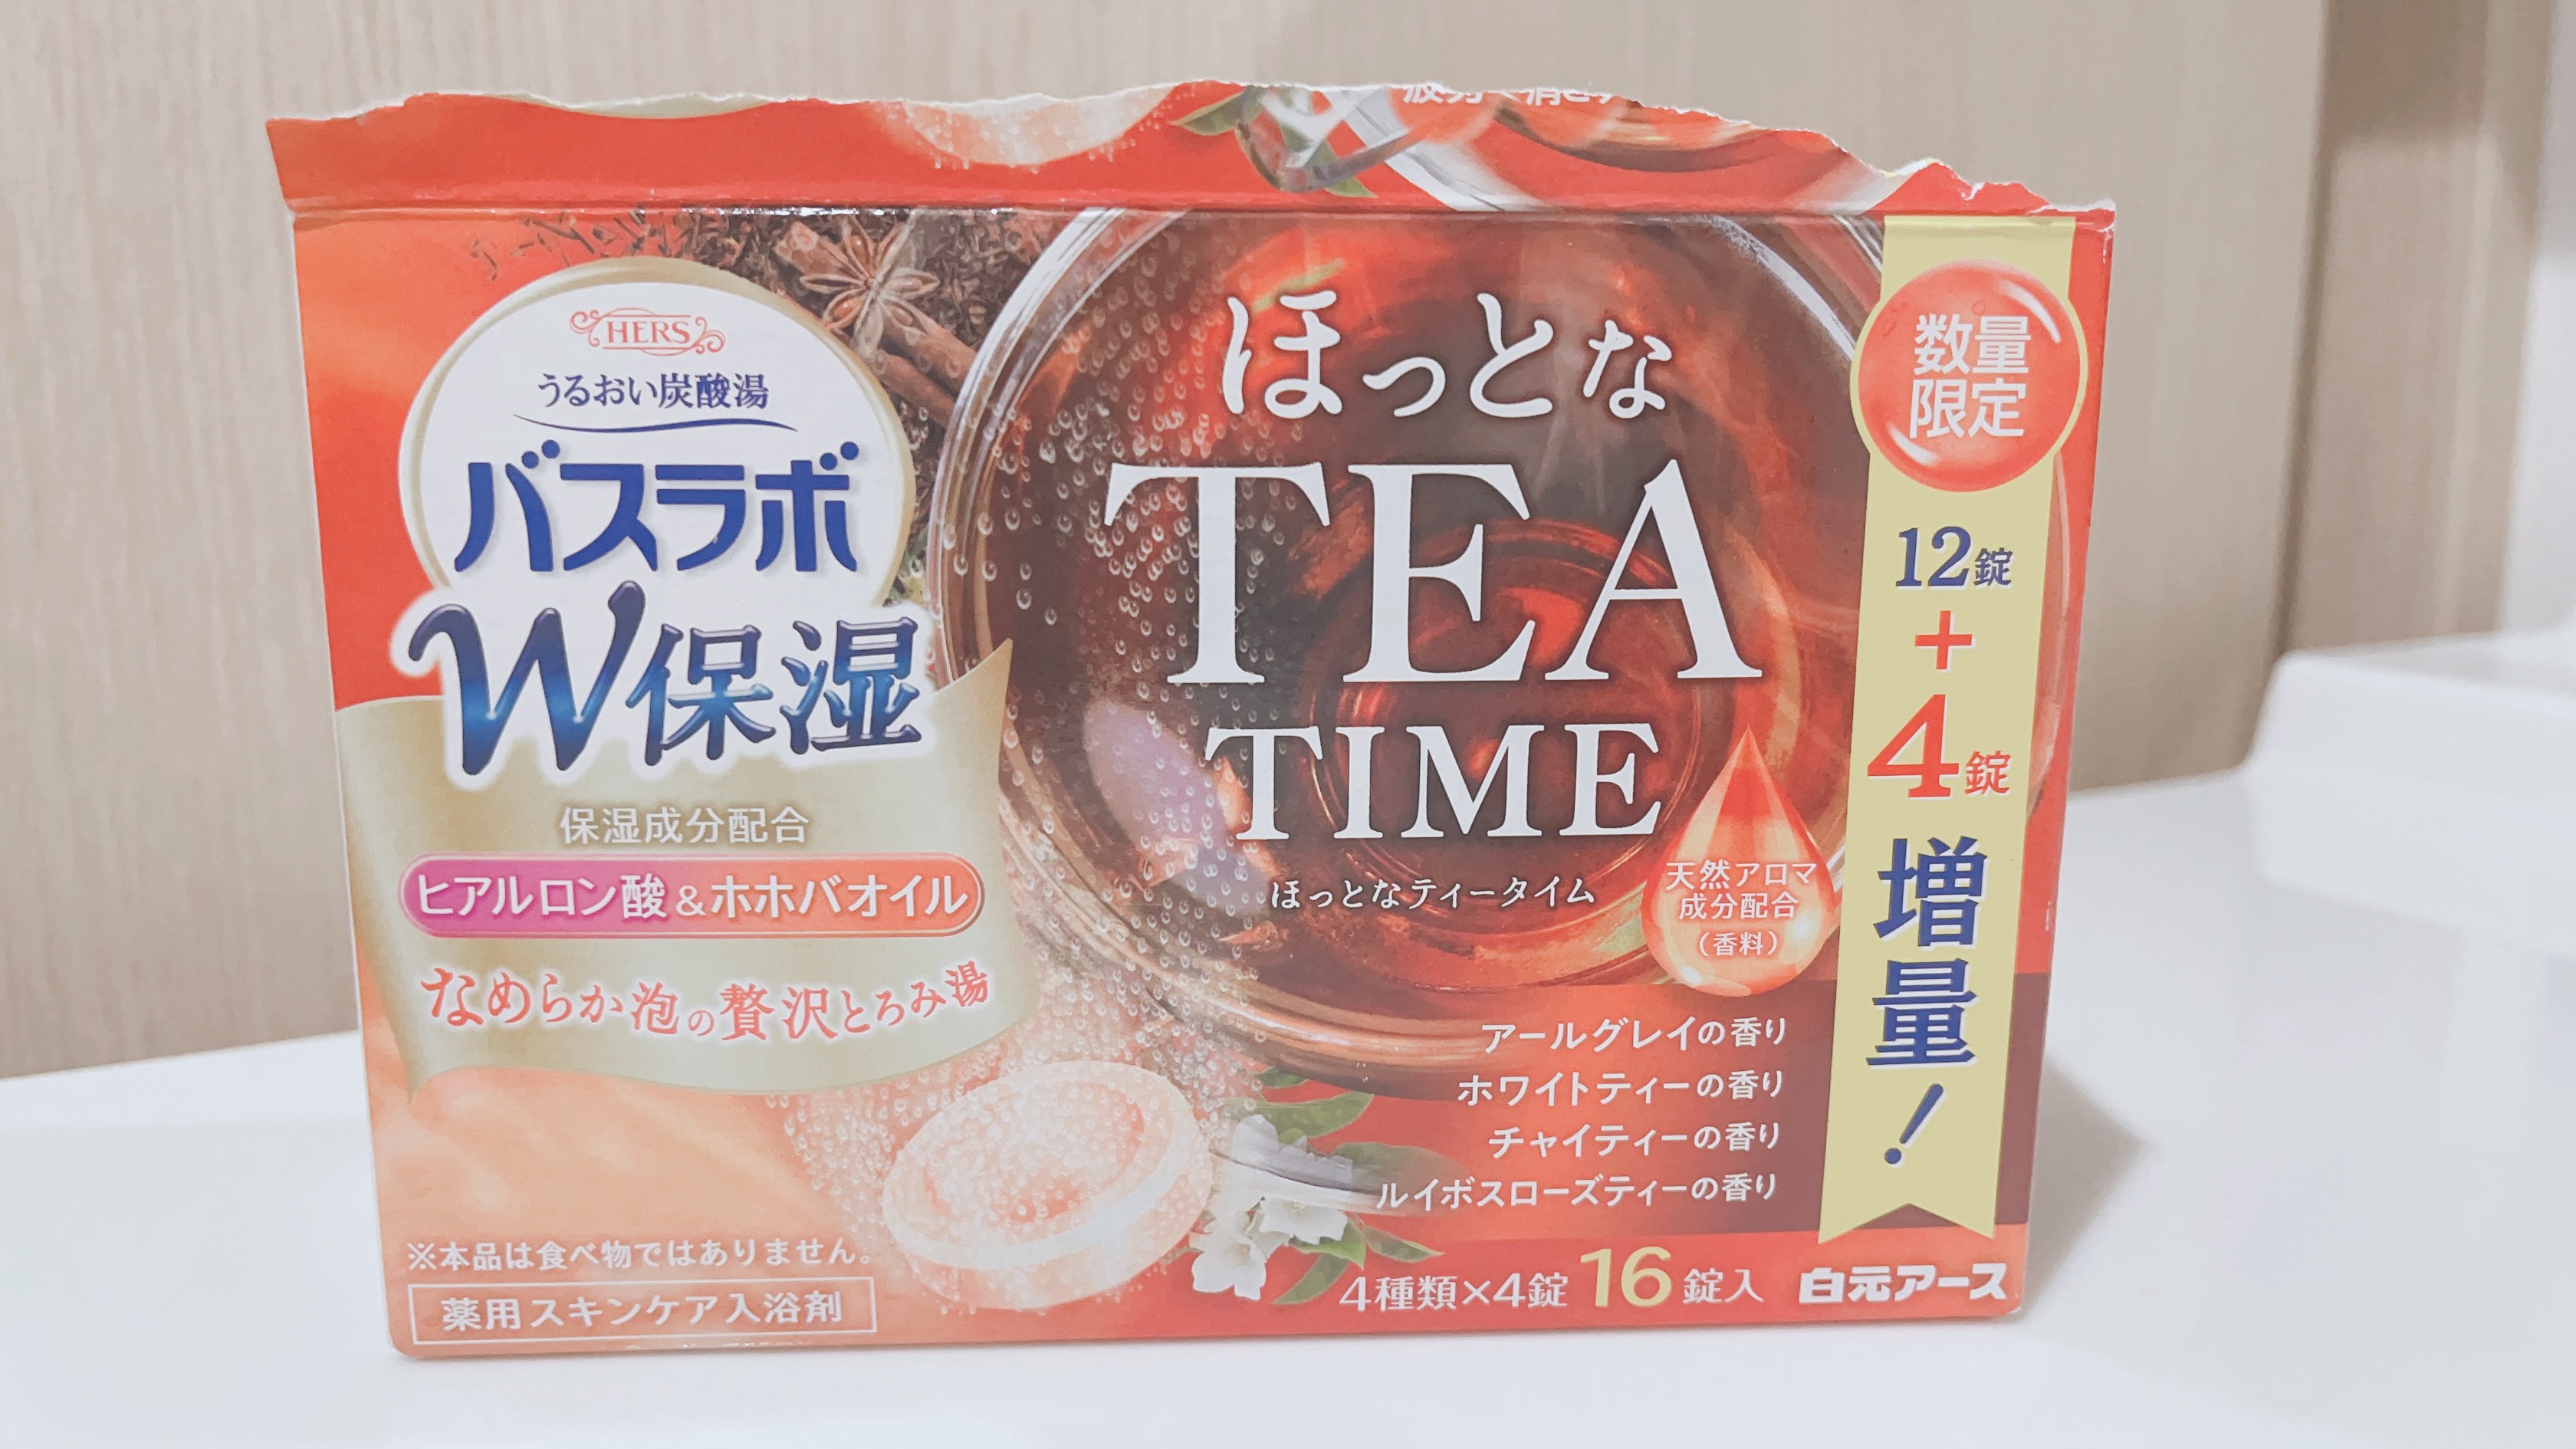 HERS
うるおい炭酸湯
バスラボ
W保湿
保湿成分配合
ヒアルロン酸&ホホバオイル
なめらか泡の贅沢とろみ湯
※本品は食べ物ではありません。
薬用スキンケア入浴剤
ほっとな
TEA
TIME
ほっとなティータイム
天然アロマ
成分配合
(香料)
アールグレイの香り
ホワイトティーの香り
チャイティーの香り
ルイボスローズティーの香り
4種類×4錠 16錠入
白元アース
数量
限定
12錠
+
4錠
増量!